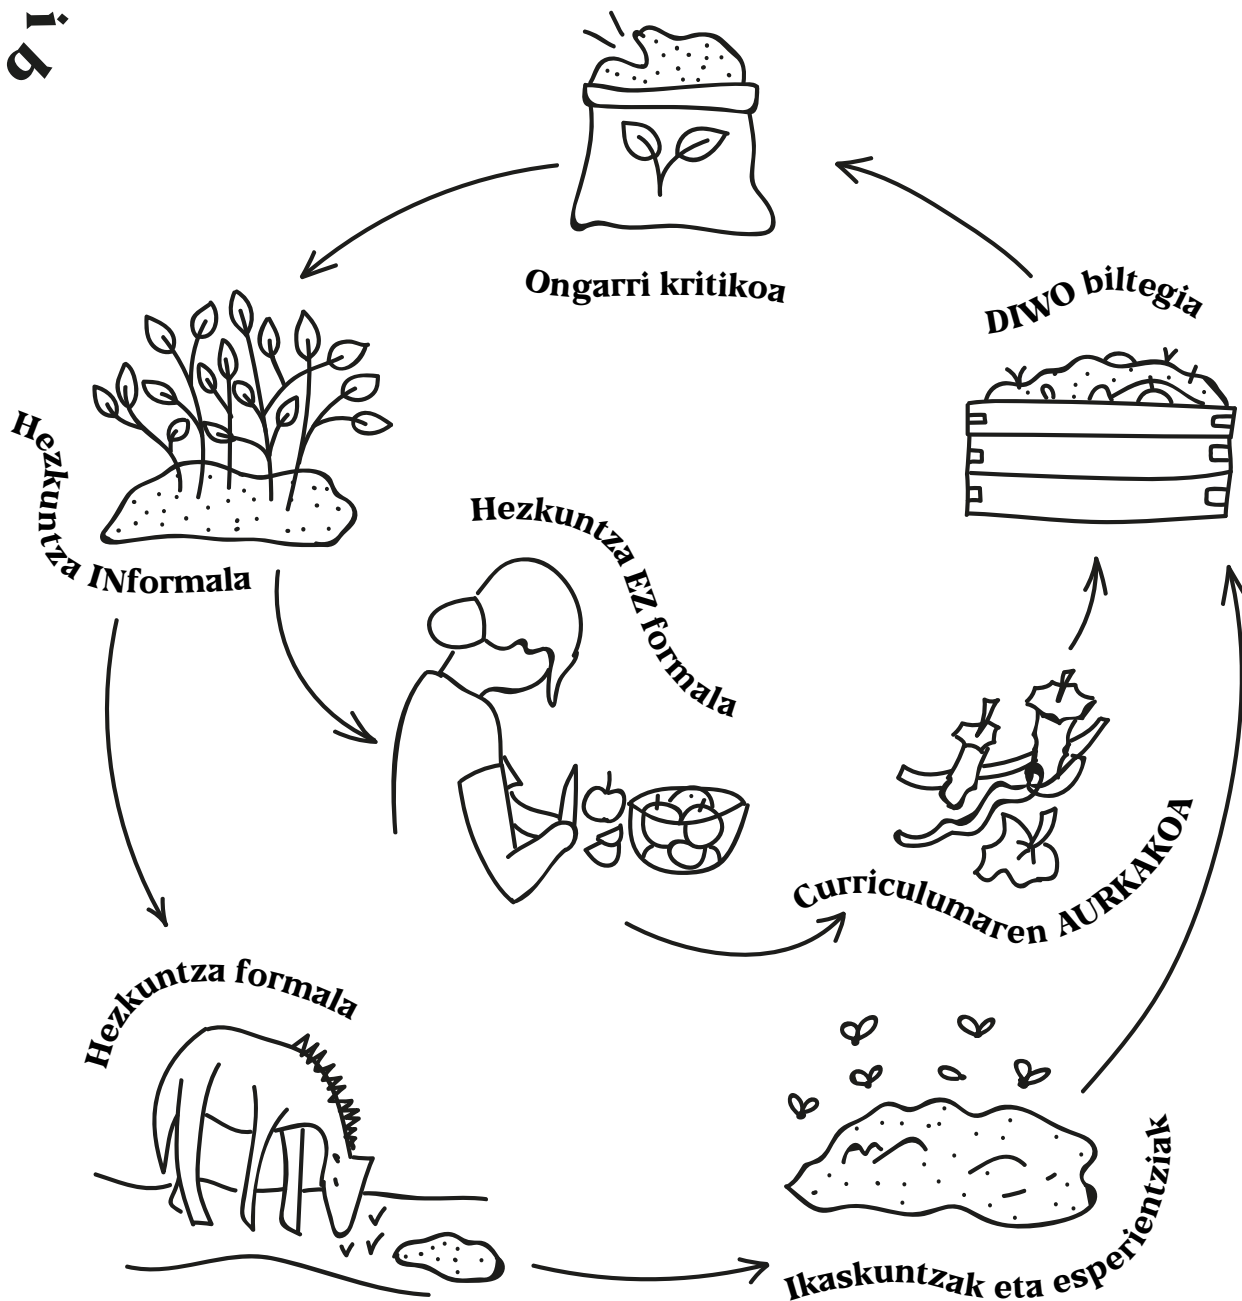 Ongarri kritikoa
DIWO biltegia
Hezkuntza INformala
Hezkuntza EZ formala
Curriculumaren AURKAKOA
Hezkuntza formala
Ikaskuntzak eta esperientziak